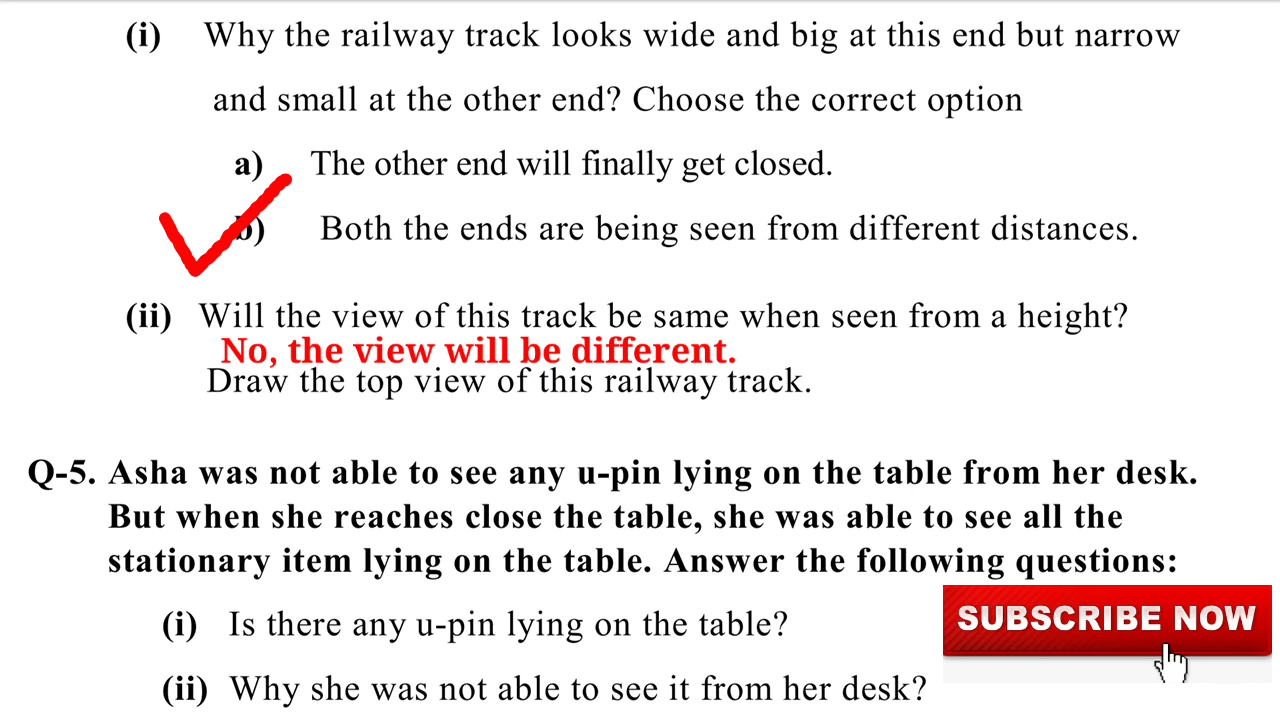 (i) Why the railway track looks wide and big at this end but narrow
and small at the other end? Choose the correct option
a) The other end will finally get closed.
b) Both the ends are being seen from different distances.
(ii) Will the view of this track be same when seen from a height?
No, the view will be different.
Draw the top view of this railway track.
Q-5. Asha was not able to see any u-pin lying on the table from her desk.
But when she reaches close the table, she was able to see all the
stationary item lying on the table. Answer the following questions:
(i) Is there any u-pin lying on the table?
SUBSCRIBE NOW
(ii) Why she was not able to see it from her desk?